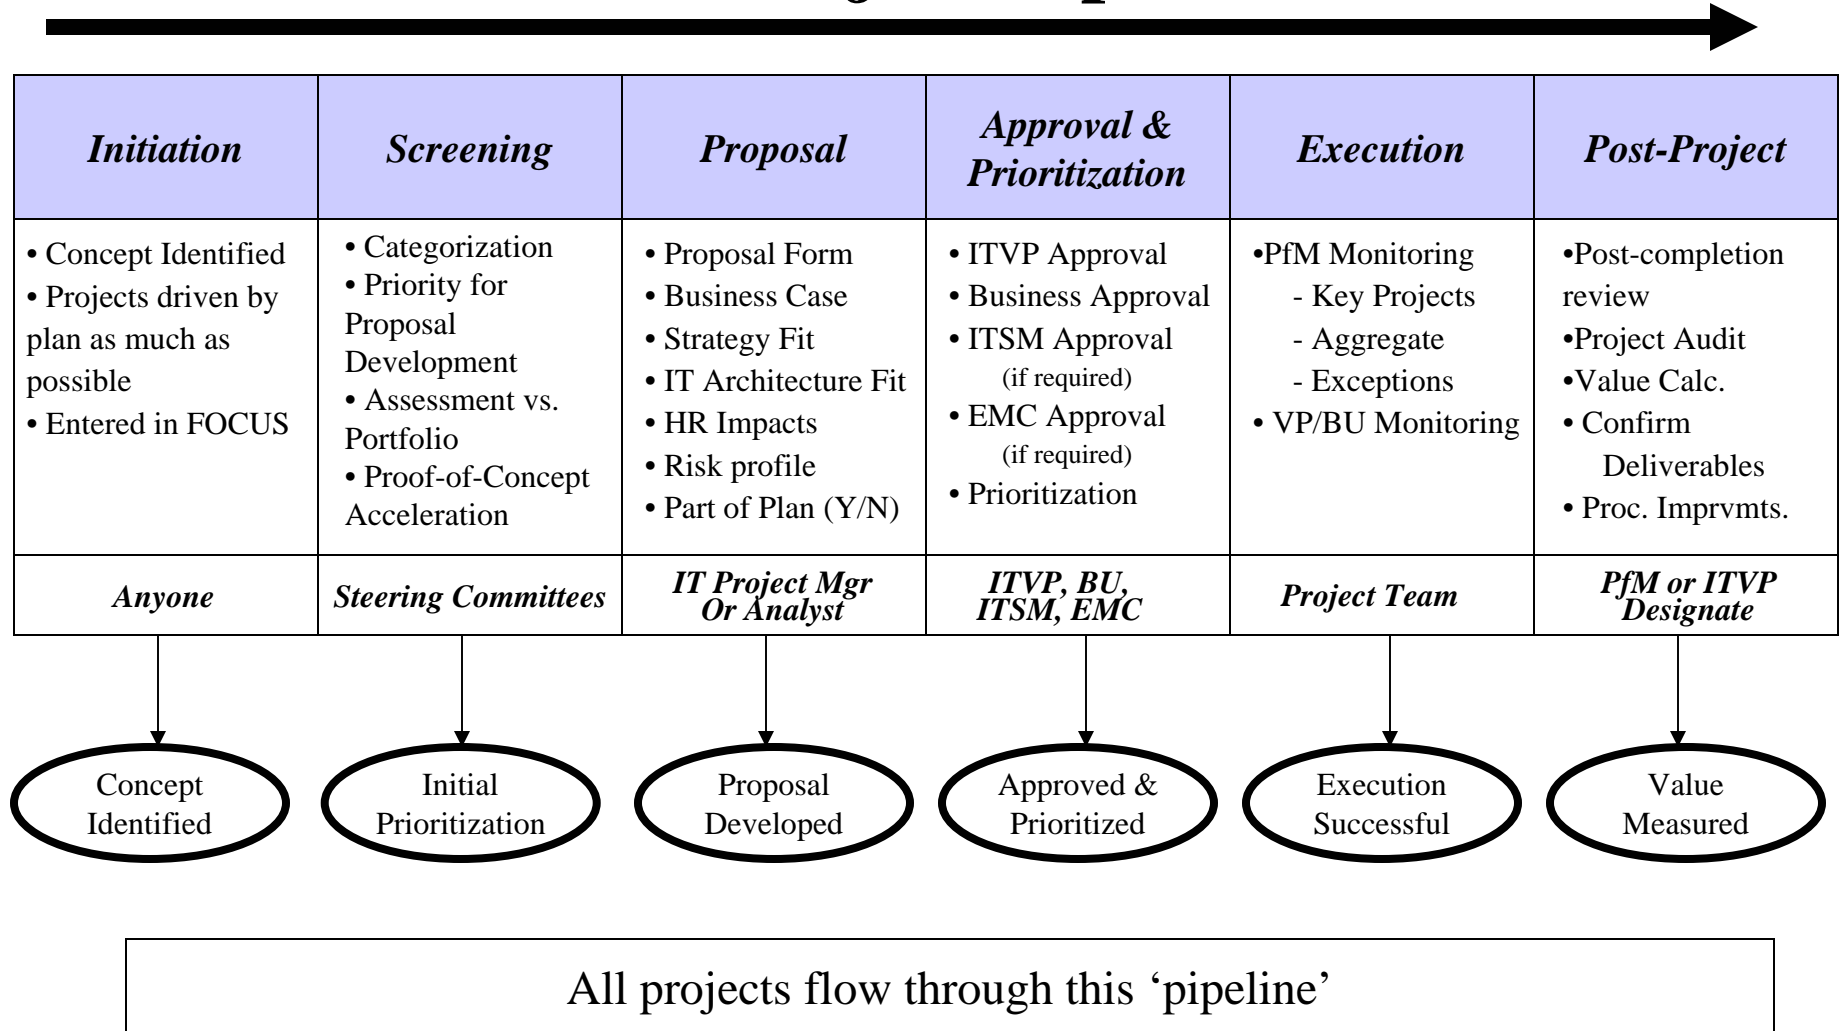 Initiation
Screening
Proposal
Approval &
Prioritization
Execution
Post-Project
• Concept Identified
• Projects driven by
plan as much as
possible
• Entered in FOCUS
• Categorization
• Priority for
Proposal
Development
• Assessment vs.
Portfolio
• Proof-of-Concept
Acceleration
• Proposal Form
• Business Case
• Strategy Fit
• IT Architecture Fit
• HR Impacts
• Risk profile
• Part of Plan (Y/N)
• ITVP Approval
• Business Approval
• ITSM Approval
(if required)
• EMC Approval
(if required)
• Prioritization
•PfM Monitoring
- Key Projects
- Aggregate
- Exceptions
• VP/BU Monitoring
•Post-completion
review
•Project Audit
•Value Calc.
• Confirm
Deliverables
• Proc. Imprvmts.
Anyone
Steering Committees
IT Project Mgr
Or Analyst
ITVP, BU,
ITSM, EMC
Project Team
PfM or ITVP
Designate
Concept
Identified
Initial
Prioritization
Proposal
Developed
Approved &
Prioritized
Execution
Successful
Value
Measured
All projects flow through this ‘pipeline’